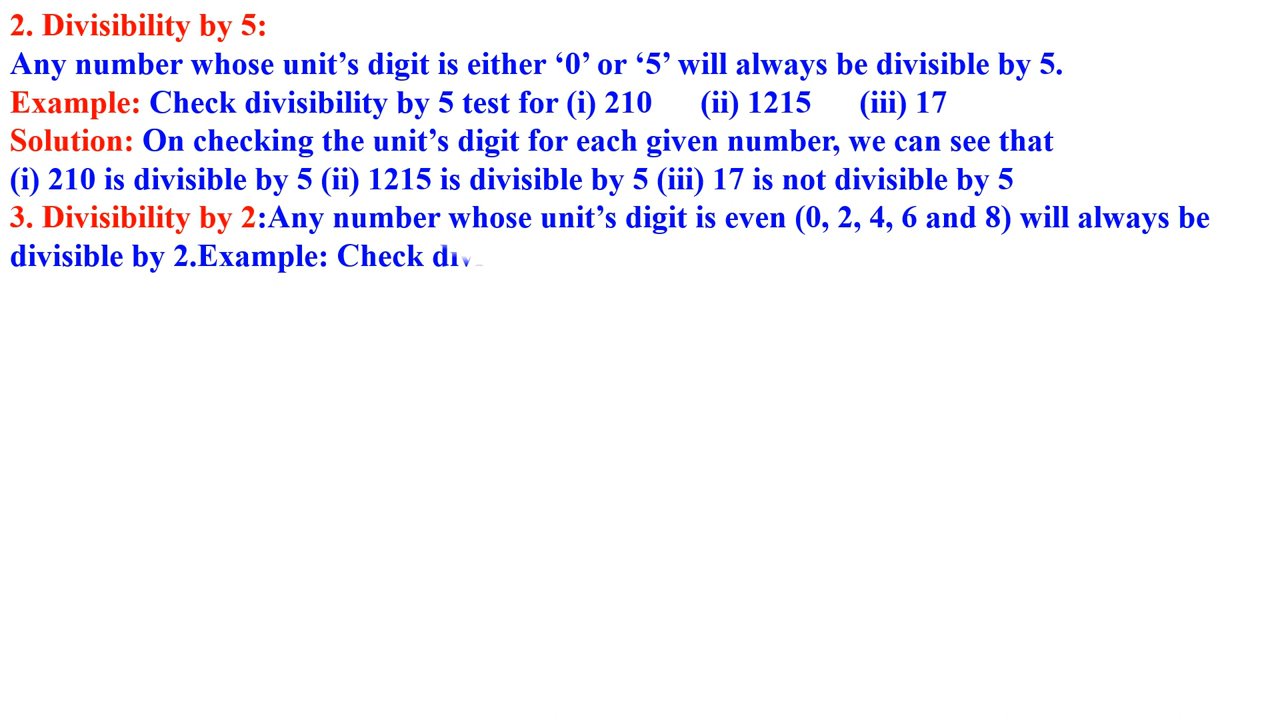 2. Divisibility by 5:
Any number whose unit’s digit is either ‘0’ or ‘5’ will always be divisible by 5.
Example: Check divisibility by 5 test for (i) 210 (ii) 1215 (iii) 17
Solution: On checking the unit’s digit for each given number, we can see that
(i) 210 is divisible by 5 (ii) 1215 is divisible by 5 (iii) 17 is not divisible by 5
3. Divisibility by 2:Any number whose unit’s digit is even (0, 2, 4, 6 and 8) will always be
divisible by 2.Example: Check